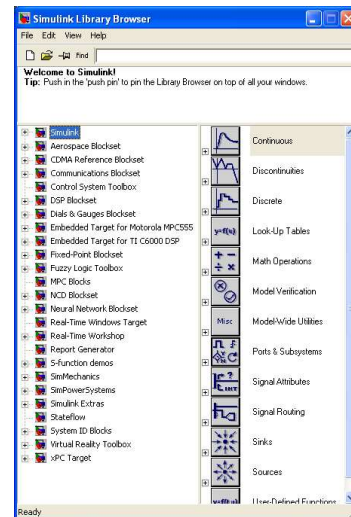 Simulink Library Browser
File Edit View Help
find
Welcome to Simulink!
Tip: Push in the 'push pin' to pin the Library Browser on top of all your windows.
Simulink
Aerospace Blockset
CDMA Reference Blockset
Communications Blockset
Control System Toolbox
DSP Blockset
Dials & Gauges Blockset
Embedded Target for Motorola MPC555
Embedded Target for TI C6000 DSP
Fixed-Point Blockset
Fuzzy Logic Toolbox
MPC Blocks
NCD Blockset
Neural Network Blockset
Real-Time Windows Target
Real-Time Workshop
Report Generator
S-function demos
SimMechanics
SimPowerSystems
Simulink Extras
Stateflow
System ID Blocks
Virtual Reality Toolbox
xPC Target
Continuous
Discontinuities
Discrete
y=f(u) Look-Up Tables
Math Operations
Model Verification
Misc Model-Wide Utilities
Ports & Subsystems
Signal Attributes
Signal Routing
Sinks
Sources
User-Defined Functions
Ready